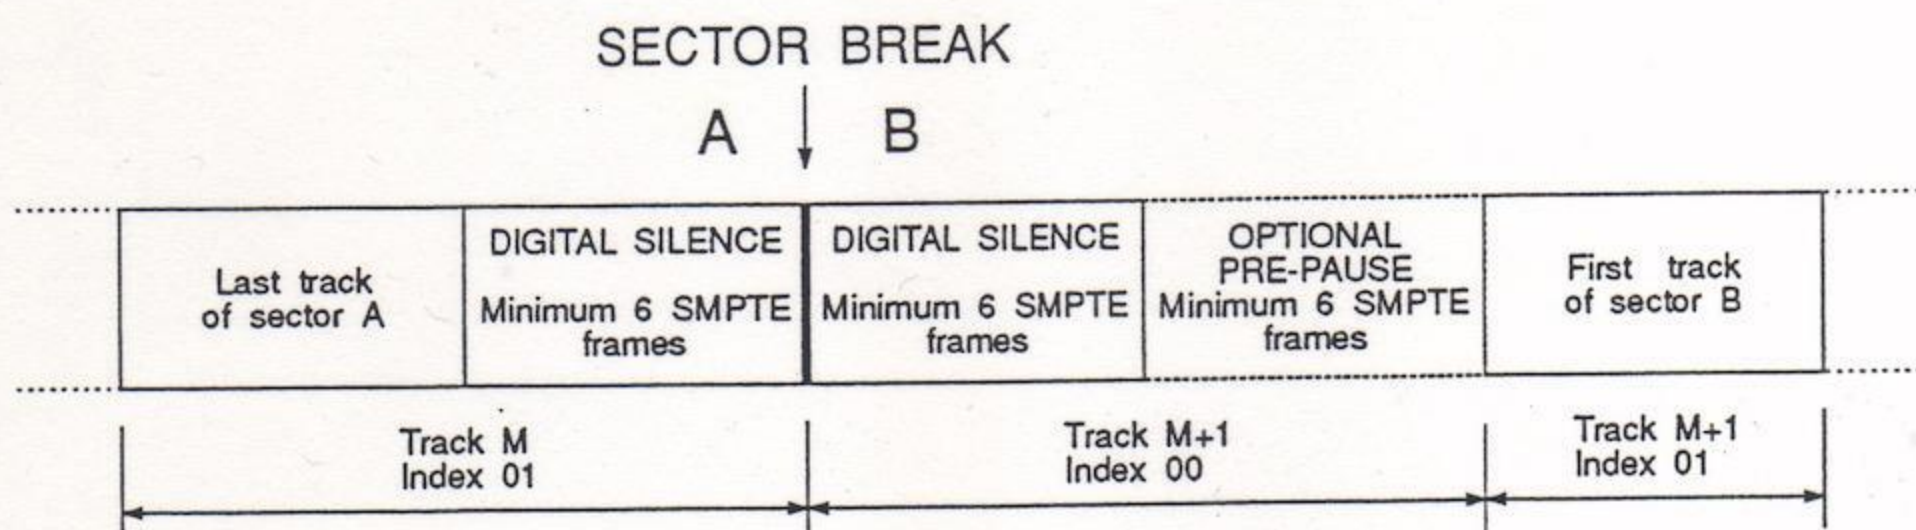 SECTOR BREAK
A B
Last track
of sector A
DIGITAL SILENCE
Minimum 6 SMPTE
frames
DIGITAL SILENCE
Minimum 6 SMPTE
frames
OPTIONAL
PRE-PAUSE
Minimum 6 SMPTE
frames
First track
of sector B
Track M
Index 01
Track M+1
Index 00
Track M+1
Index 01